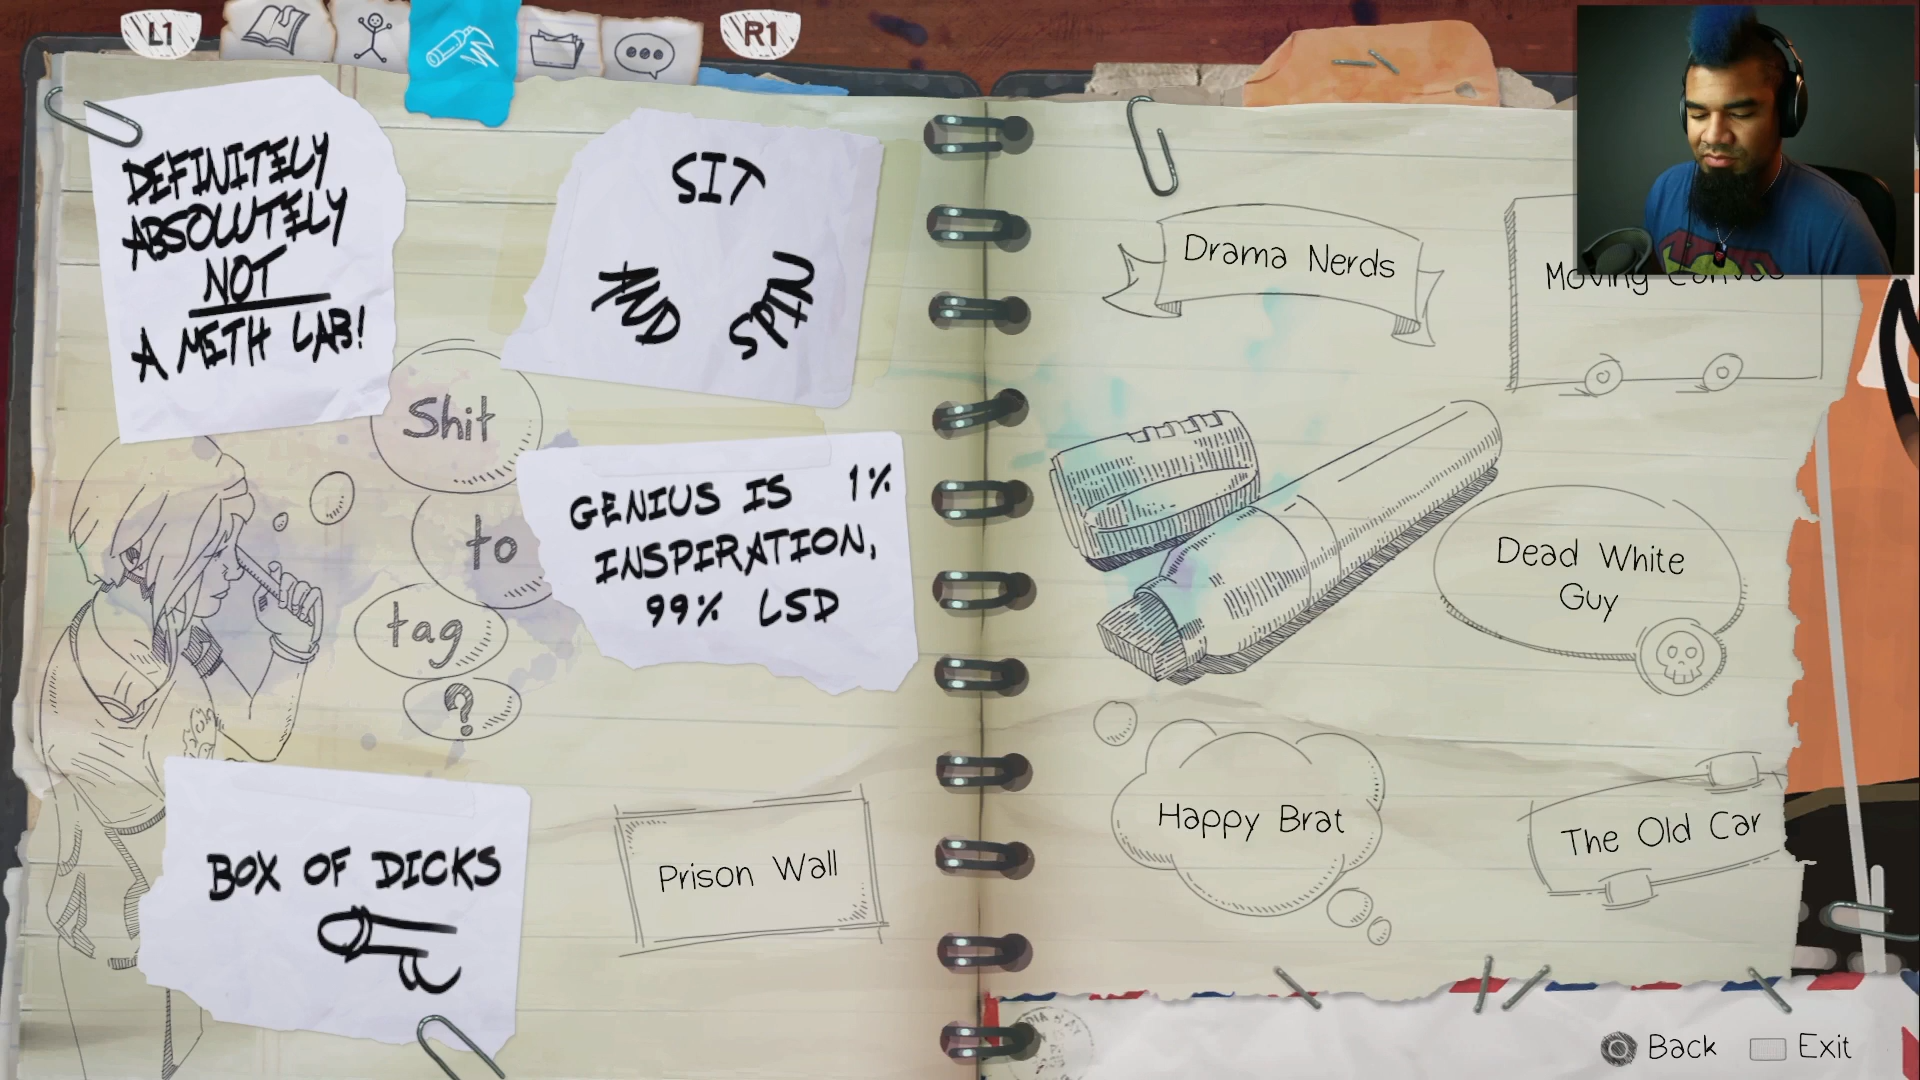 L1
R1
DEFINITELY
ABSOLUTELY
NOT
A METH LAB!
SIT
AND
SPIN
Shit
to
tag
?
GENIUS IS 1%
INSPIRATION,
99% LSD
BOX OF DICKS
Prison Wall
Drama Nerds
Moving
Dead White
Guy
Happy Brat
The Old Car
Back
Exit